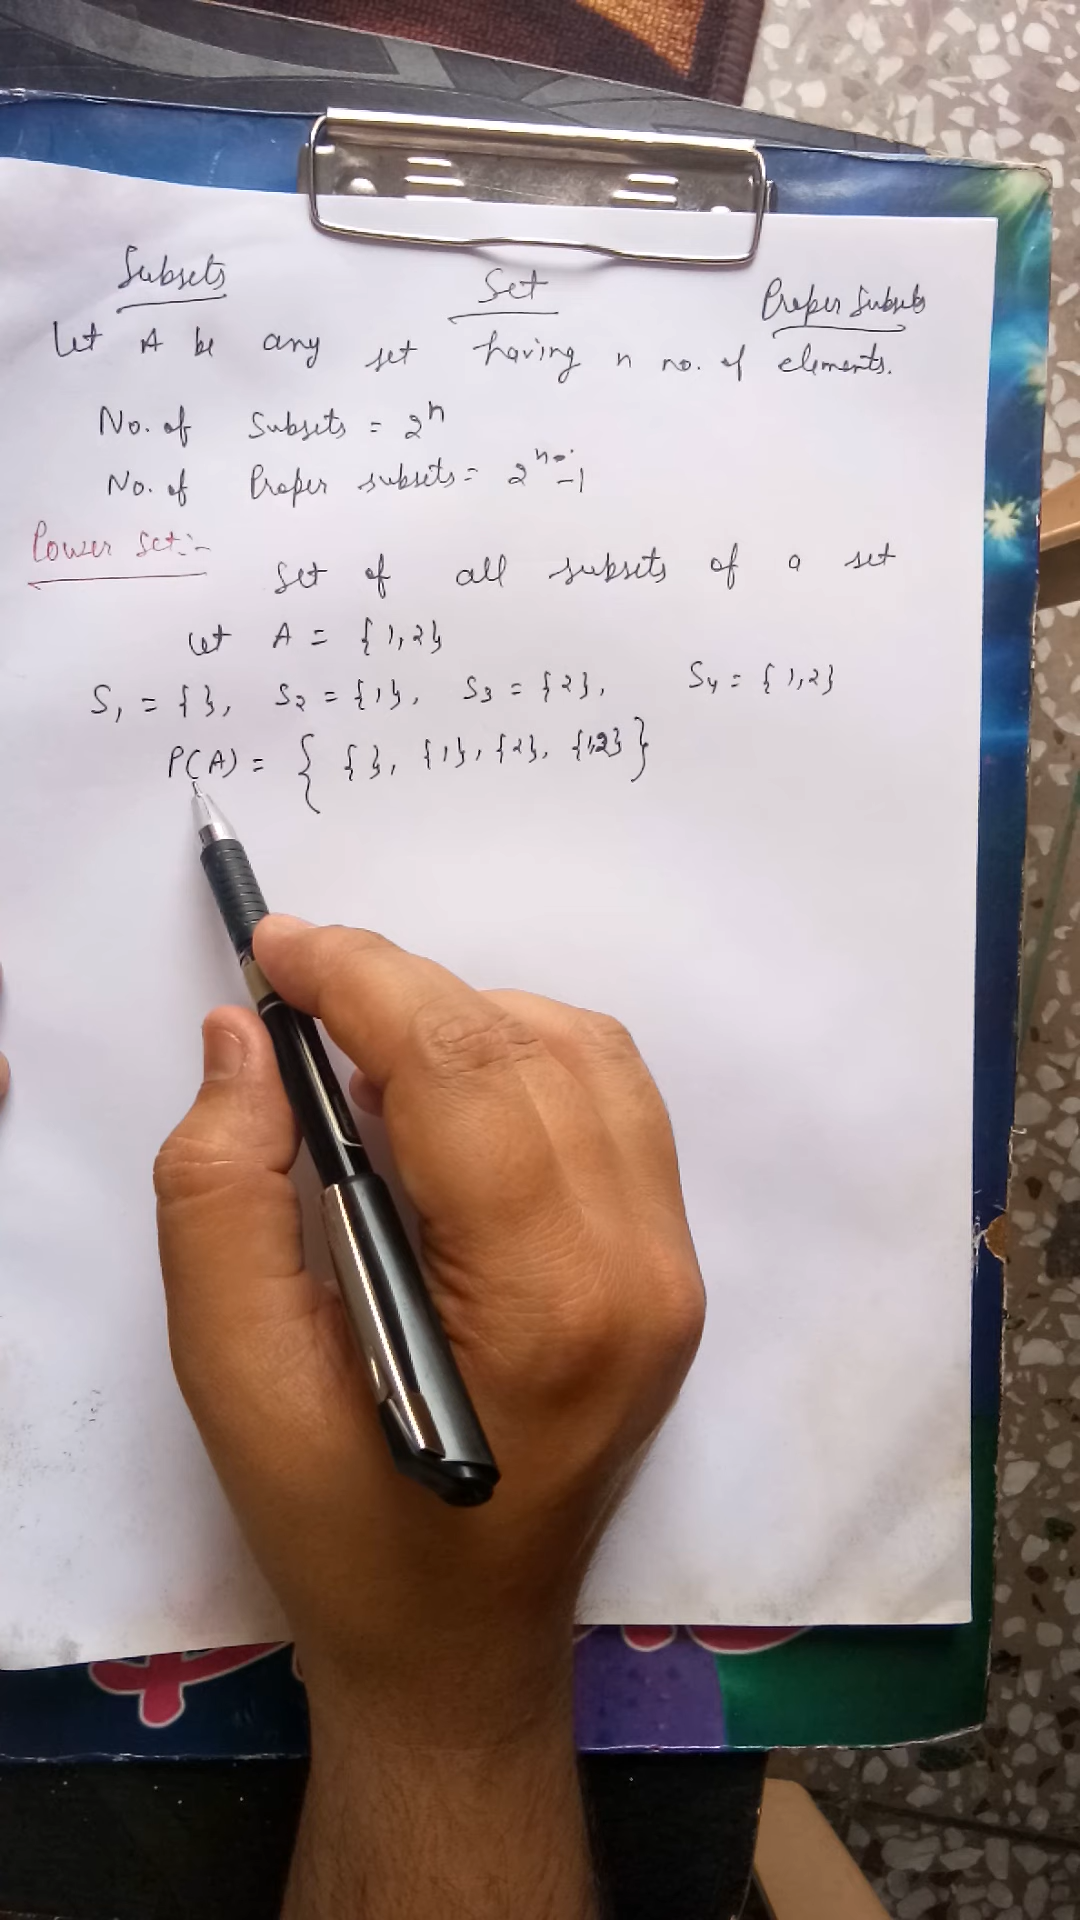 Subsets Set Proper Subsets
Let A be any set having n no. of elements.
No. of Subsets = 2ⁿ
No. of Proper subsets = 2ⁿ-1
Power Set:-
Set of all subsets of a set
Let A = {1,2}
S₁ = { }, S₂ = {1}, S₃ = {2}, S₄ = {1,2}
P(A) = { { }, {1}, {2}, {1,2} }